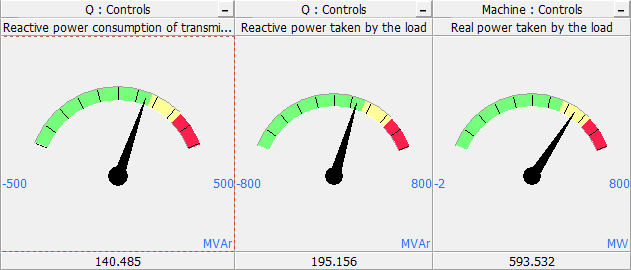 Q : Controls
Reactive power consumption of transmi...
-500
500
MVAr
140.485
Q : Controls
Reactive power taken by the load
-800
800
MVAr
195.156
Machine : Controls
Real power taken by the load
-2
800
MW
593.532